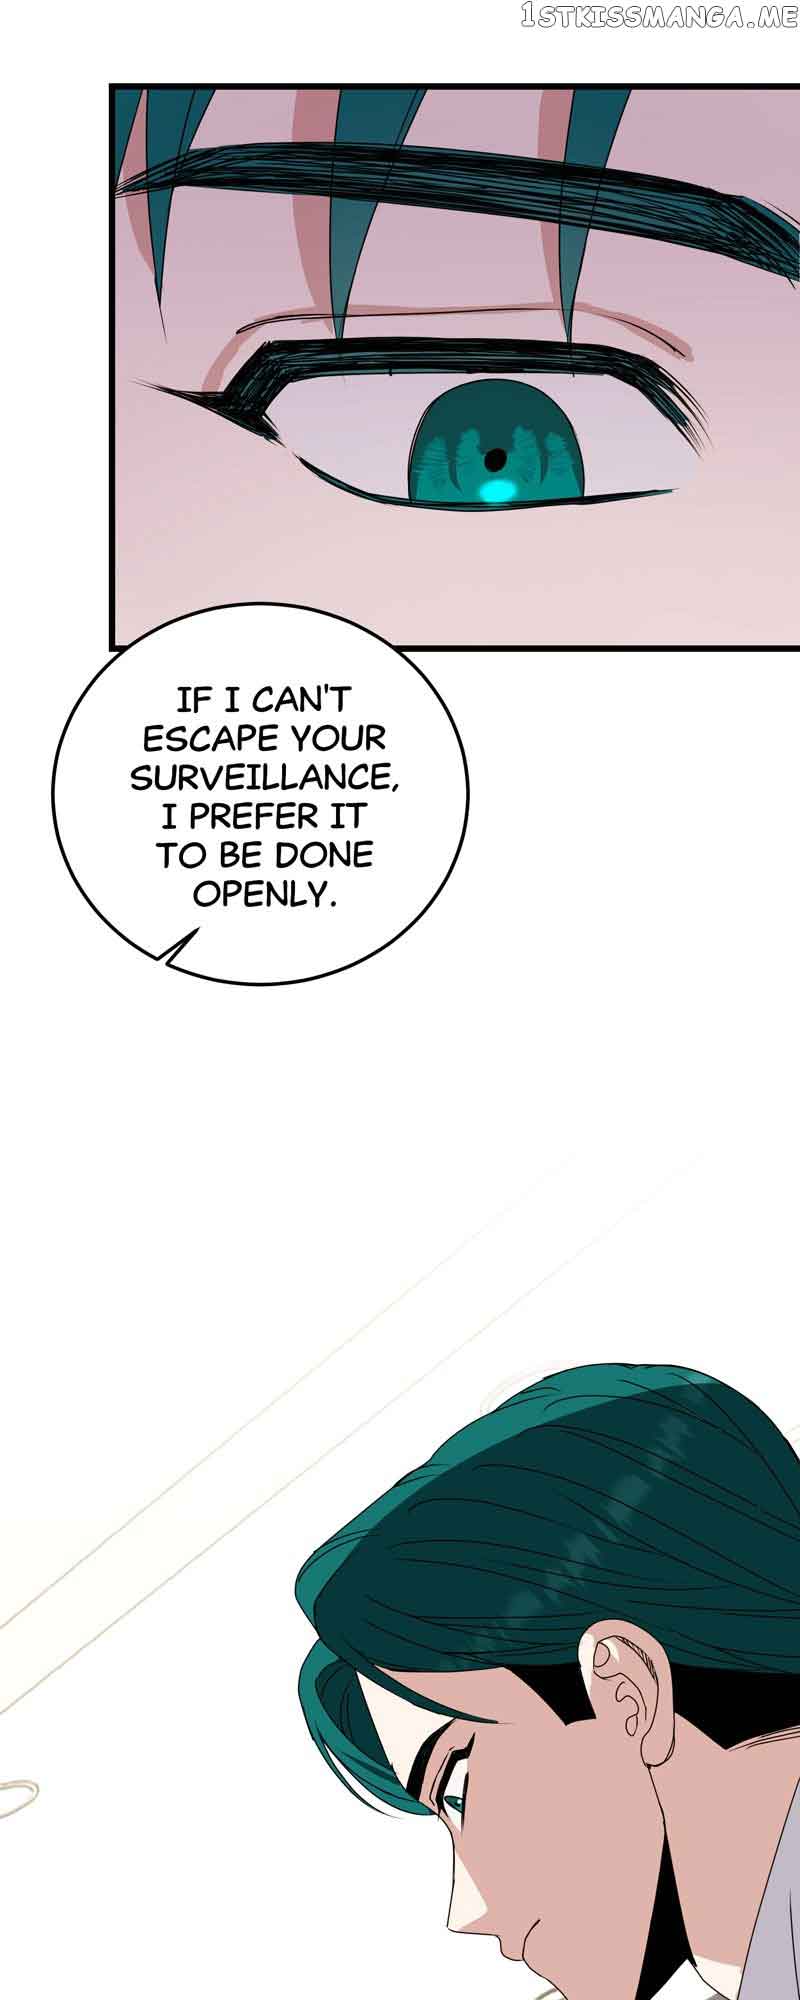 1STKISSMANGA.ME
IF I CAN'T
ESCAPE YOUR
SURVEILLANCE,
I PREFER IT
TO BE DONE
OPENLY.